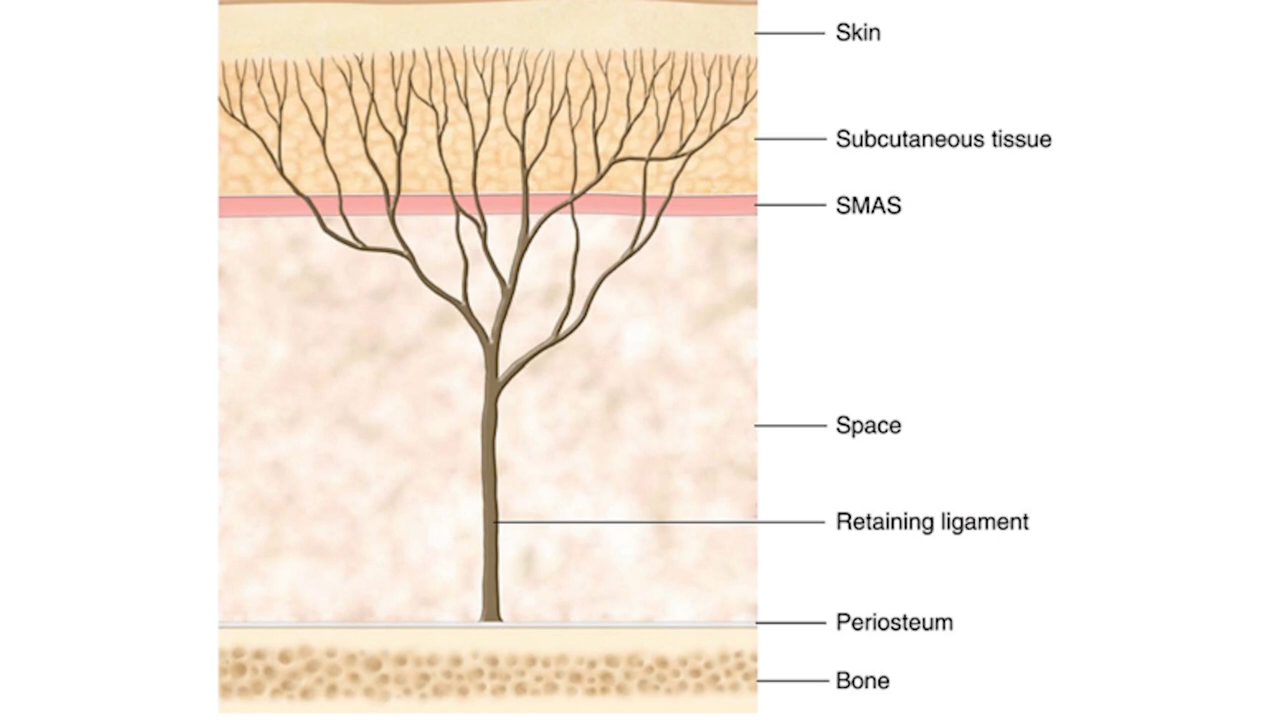 Skin
Subcutaneous tissue
SMAS
Space
Retaining ligament
Periosteum
Bone